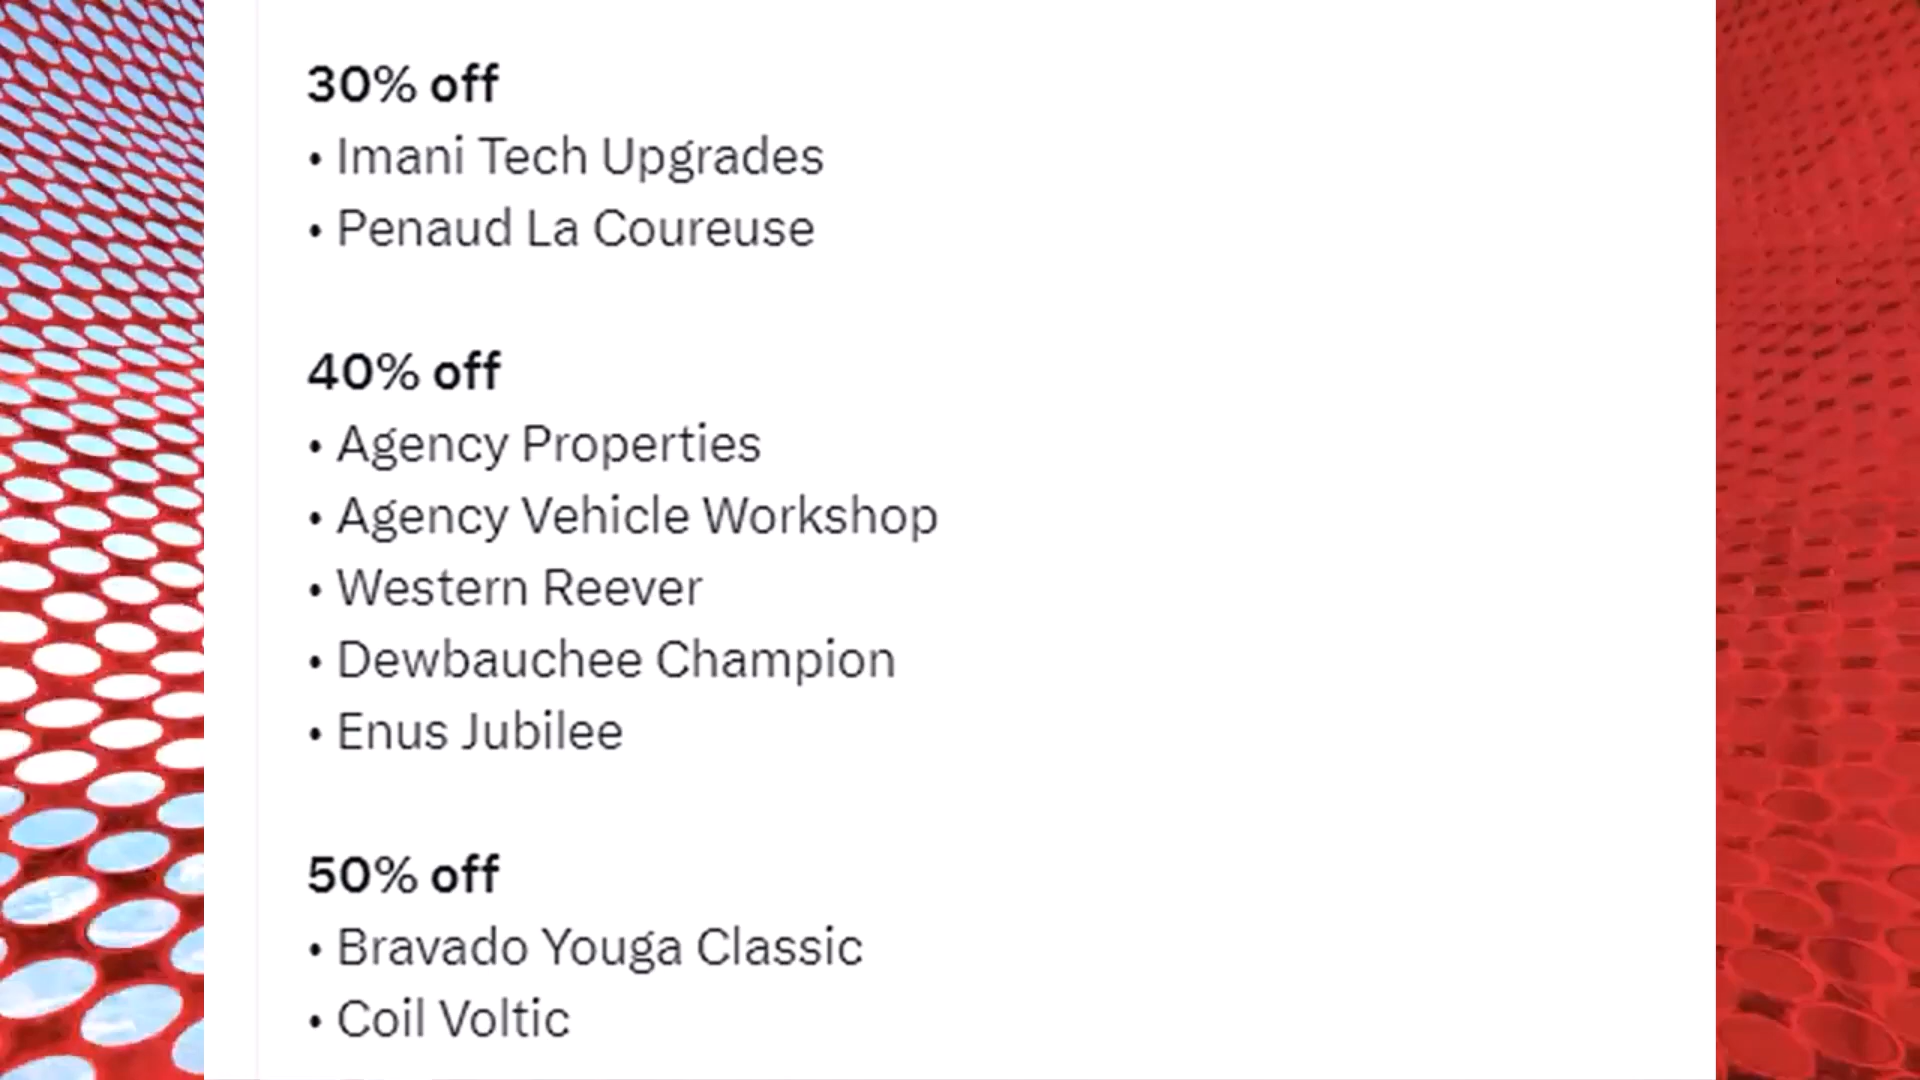 30% off
• Imani Tech Upgrades
• Penaud La Coureuse
40% off
• Agency Properties
• Agency Vehicle Workshop
• Western Reever
• Dewbauchee Champion
• Enus Jubilee
50% off
• Bravado Youga Classic
• Coil Voltic